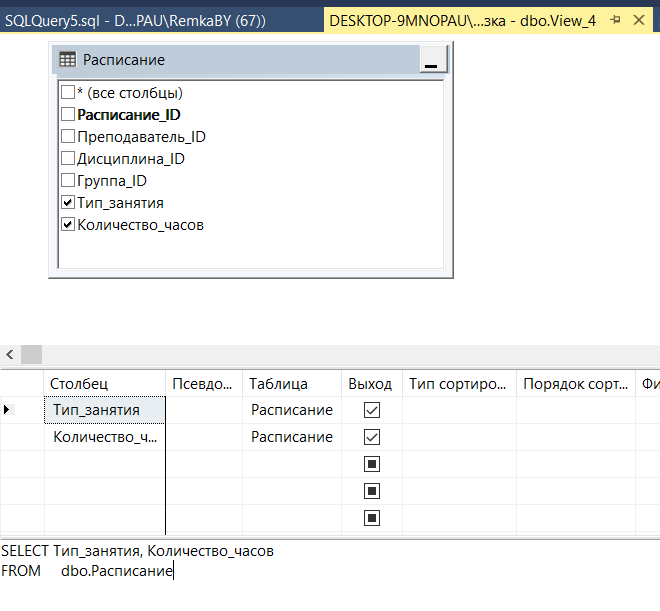 SQLQuery5.sql - D...PAU\RemkaBY (67))
DESKTOP-9MNOPAU\...зка - dbo.View_4
Расписание
* (все столбцы)
Расписание_ID
Преподаватель_ID
Дисциплина_ID
Группа_ID
Тип_занятия
Количество_часов
Столбец Псевдо... Таблица Выход Тип сортиро... Порядок сорт... Фи
Тип_занятия Расписание
Количество_ч... Расписание
SELECT Тип_занятия, Количество_часов
FROM dbo.Расписание